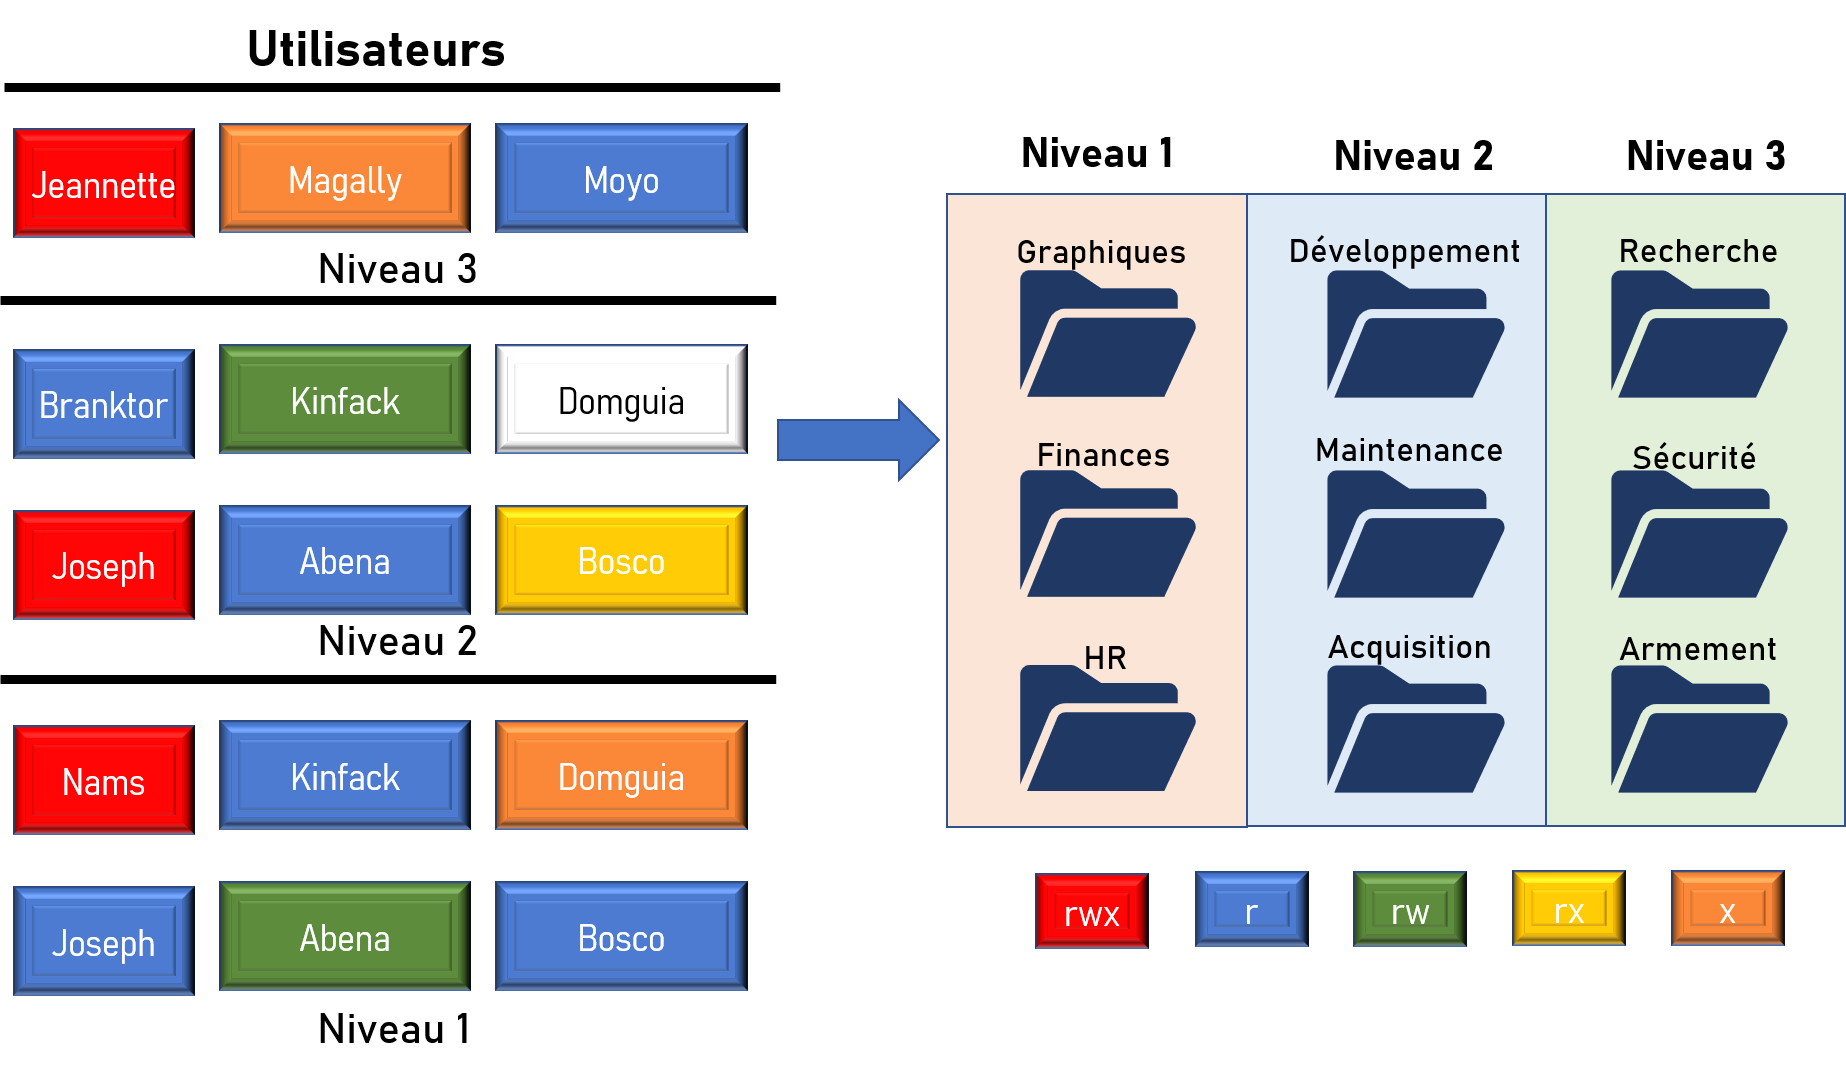 Utilisateurs
Jeannette
Magally
Moyo
Niveau 3
Branktor
Kinfack
Domguia
Joseph
Abena
Bosco
Niveau 2
Nams
Kinfack
Domguia
Joseph
Abena
Bosco
Niveau 1
Niveau 1
Niveau 2
Niveau 3
Graphiques
Développement
Recherche
Finances
Maintenance
Sécurité
HR
Acquisition
Armement
rwx
r
rw
rx
x